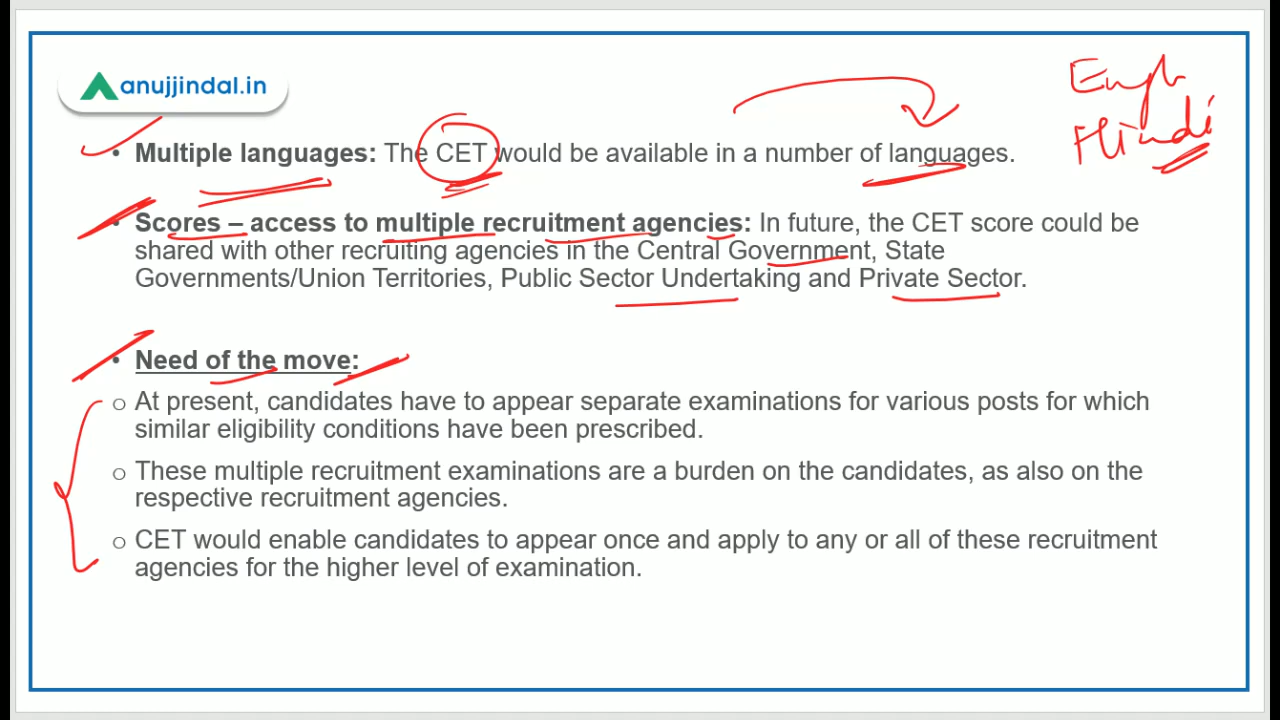 anujjindal.in
Engh
Hindi
• Multiple languages: The CET would be available in a number of languages.
• Scores – access to multiple recruitment agencies: In future, the CET score could be
shared with other recruiting agencies in the Central Government, State
Governments/Union Territories, Public Sector Undertaking and Private Sector.
• Need of the move:
o At present, candidates have to appear separate examinations for various posts for which
similar eligibility conditions have been prescribed.
o These multiple recruitment examinations are a burden on the candidates, as also on the
respective recruitment agencies.
o CET would enable candidates to appear once and apply to any or all of these recruitment
agencies for the higher level of examination.